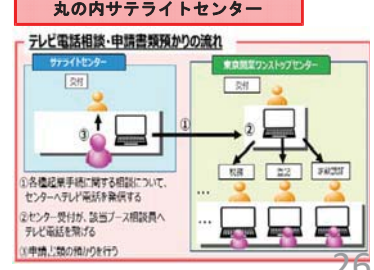 丸の内サテライトセンター
テレビ電話相談・申請書類預かりの流れ
サテライトセンター
東京開業ワンストップセンター
受付
受付
①
②
③
税務
登記
…
…
①各種起業手続に関する相談について、
センターへテレビ電話を発信する
②センター受付が、該当ブース相談員へ
テレビ電話を繋げる
③申請書類の預かりを行う
26